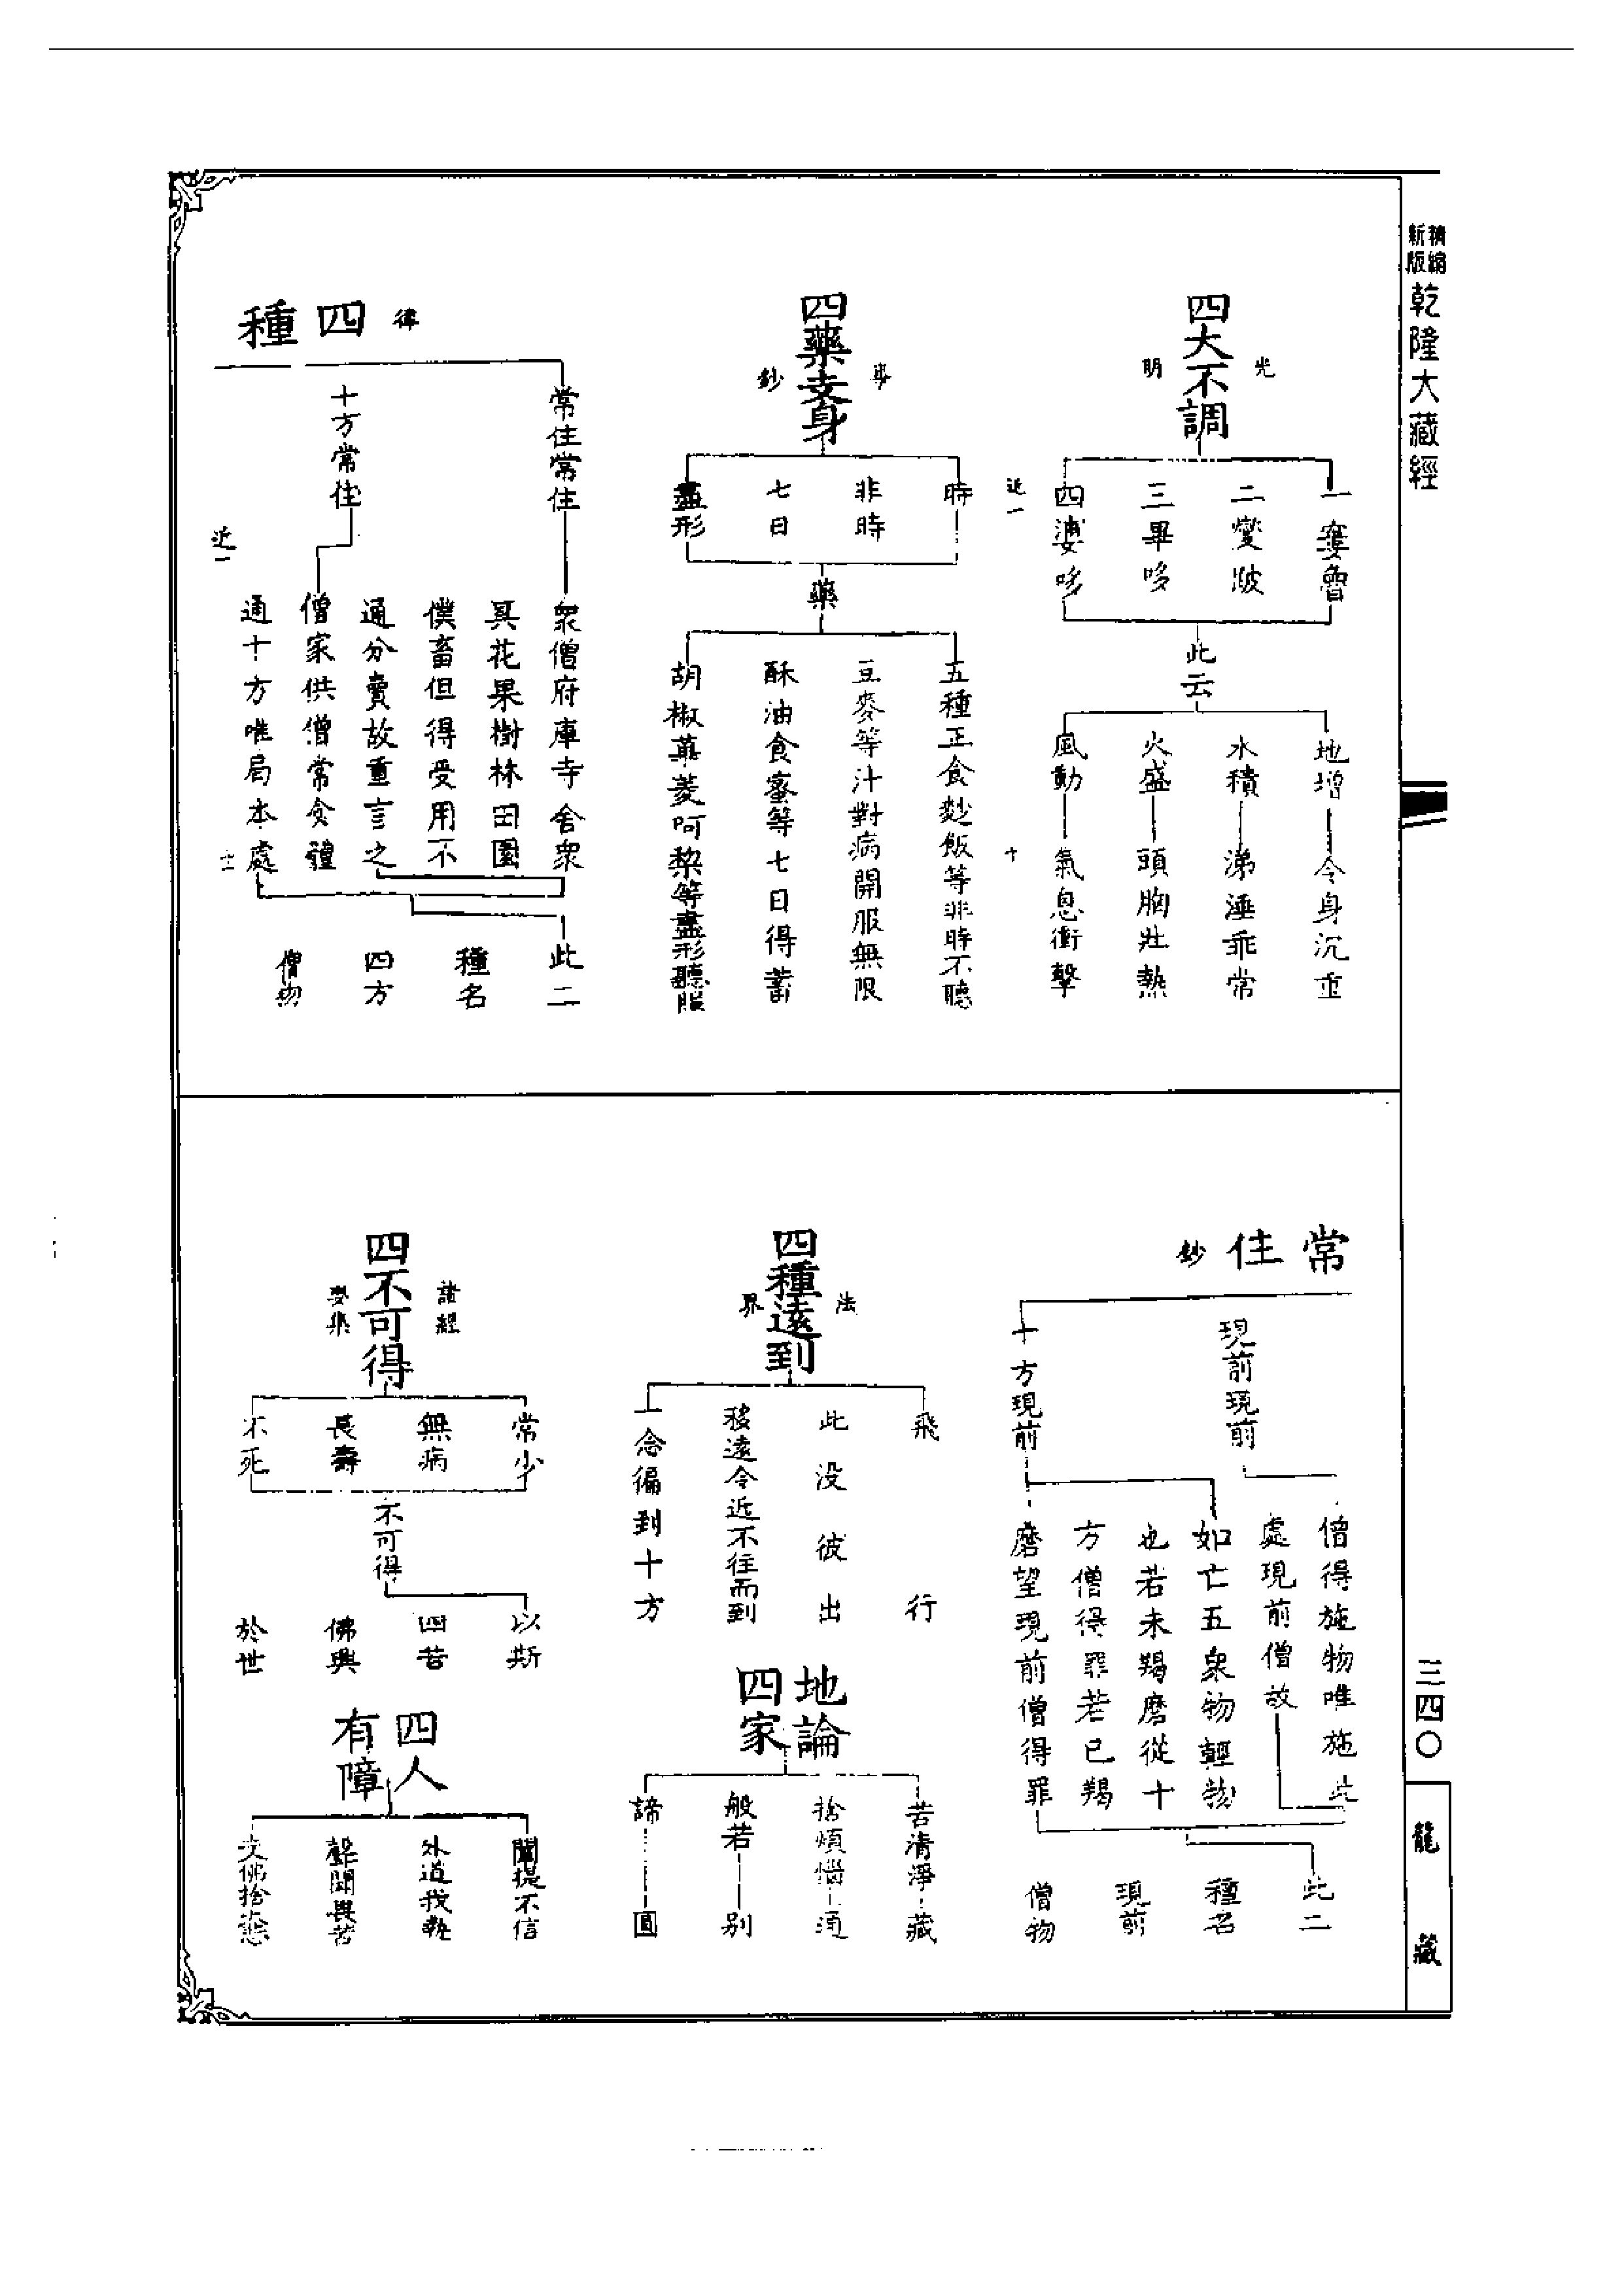 新版
精縮
乾隆大藏經
三四〇
龍藏
四大不調
光
明
一窶魯
二燮陂
三畢哆
四婆哆
此云
地增
水積
火盛
風動
令身沉重
涕涶乖常
頭胸壯熱
氣息衝擊
近一
十
四藥支身
事
鈔
時
非時
七日
盡形
藥
五種正食麨飯等非時不聽
豆麥等汁對病開服無限
酥油食蜜等七日得蓄
胡椒蓽茇呵棃等盡形聽服
律
四種
常住常住
十方常住
眾僧府庫寺舍眾
具花果樹林田園
僕畜但得受用不
通分賣故重言之
僧家供僧常食體
通十方唯局本處
近一
十
此二
種名
四方
僧物
常住
鈔
現前現前
十方現前
僧得施物唯施此
處現前僧故
如亡五眾物輕物
也若未羯磨從十
方僧得罪若已羯
磨望現前僧得罪
此二
種名
現前
僧物
四種遠到
法
界
飛行
此没彼出
移遠令近不往而到
一念徧到十方
地論
四家
苦清淨
捨煩惱
般若
諦
藏
通
别
圓
四不可得
諸經
要集
常少
無病
長壽
不死
不可得
以斯
四苦
佛興
於世
四人
有障
闡提不信
外道我執
聲聞畏苦
支佛捨悲